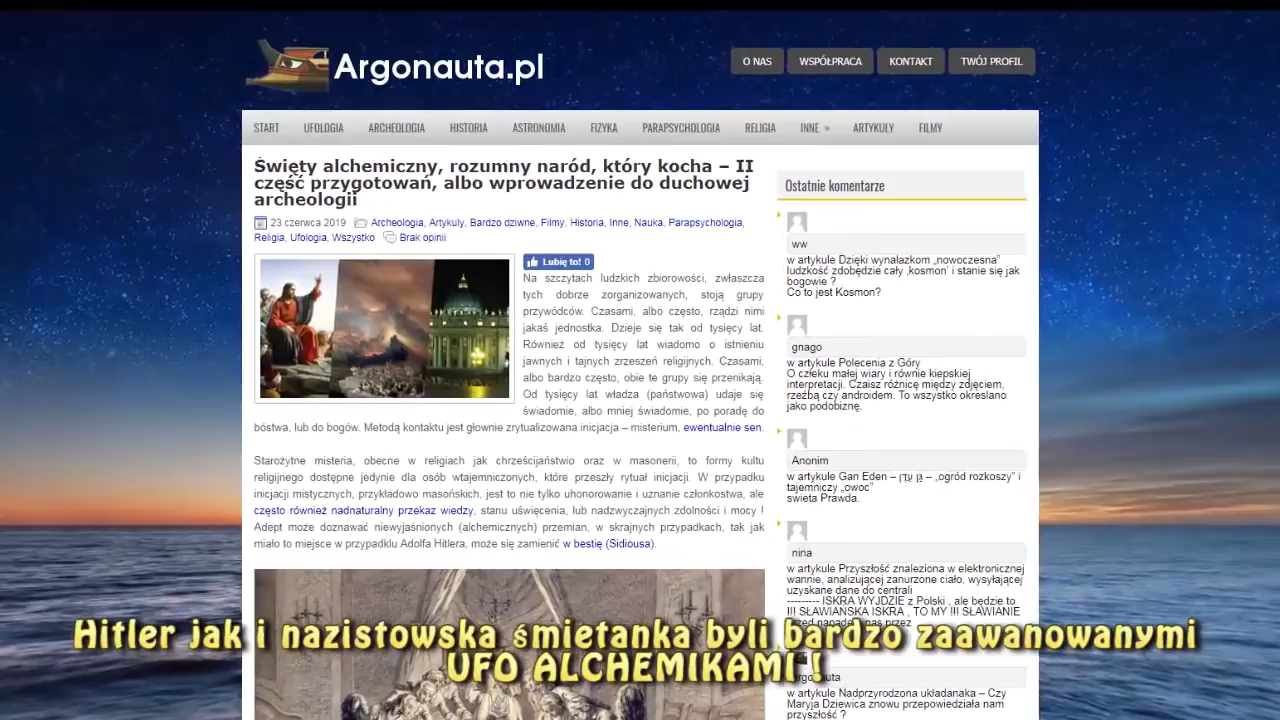 Argonauta.pl
O NAS
WSPÓŁPRACA
KONTAKT
TWÓJ PROFIL
START
UFOLOGIA
ARCHEOLOGIA
HISTORIA
ASTRONOMIA
FIZYKA
PARAPSYCHOLOGIA
RELIGIA
INNE »
ARTYKUŁY
FILMY
Święty alchemiczny, rozumny naród, który kocha – II
część przygotowań, albo wprowadzenie do duchowej
archeologii
23 czerwca 2019 Archeologia, Artykuly, Bardzo dziwne, Filmy, Historia, Inne, Nauka, Parapsychologia,
Religia, Ufologia, Wszystko Brak opinii
Lubię to! 0
Na szczytach ludzkich zbiorowości, zwłaszcza
tych dobrze zorganizowanych, stoją grupy
przywódców. Czasami, albo często, rządzi nimi
jakaś jednostka. Dzieje się tak od tysięcy lat.
Również od tysięcy lat wiadomo o istnieniu
jawnych i tajnych zrzeszeń religijnych. Czasami,
albo bardzo często, obie te grupy się przenikają.
Od tysięcy lat władza (państwowa) udaje się
świadomie, albo mniej świadomie, po poradę do
bóstwa, lub do bogów. Metodą kontaktu jest głownie zrytualizowana inicjacja – misterium, ewentualnie sen.
Starożytne misteria, obecne w religiach jak chrześcijaństwio oraz w masonerii, to formy kultu
religijnego dostępne jedynie dla osób wtajemniczonych, które przeszły rytuał inicjacji. W przypadku
inicjacji mistycznych, przykładowo masońskich, jest to nie tylko uhonorowanie i uznanie członkostwa, ale
często również nadnaturalny przekaz wiedzy, stanu uświęcenia, lub nadzwyczajnych zdolności i mocy !
Adept może doznawać niewyjaśnionych (alchemicznych) przemian, w skrajnych przypadkach, tak jak
miało to miejsce w przypadku Adolfa Hitlera, może się zamienić w bestię (Sidiousa).
Ostatnie komentarze
ww
w artykule Dzięki wynalazkom „nowoczesna”
ludzkość zdobędzie cały ‚kosmon’ i stanie się jak
bogowie ?
Co to jest Kosmon?
gnago
w artykule Polecenia z Góry
O człeku małej wiary i równie kiepskiej
interpretacji. Czaisz różnicę między zdjęciem,
rzeźbą czy androidem. To wszystko okreslano
jako podobiznę.
Anonim
w artykule Gan Eden – גן עדן – „ogród rozkoszy” i
tajemniczy „owoc”
swieta Prawda.
nina
w artykule Przyszłość znaleziona w elektronicznej
wannie, analizującej zanurzone ciało, wysyłającej
uzyskane dane do centrali
--------- ISKRA WYJDZIE z Polski , ale będzie to
!!! SŁAWIANSKA ISKRA , TO MY !!! SŁAWIANIE
nas przez
Hitler jak i nazistowska śmietanka byli bardzo zaawanowanymi
UFO ALCHEMIKAMI !
w artykule Nadprzyrodzona układanaka – Czy
Maryja Dziewica znowu przepowiedziała nam
przyszłość ?